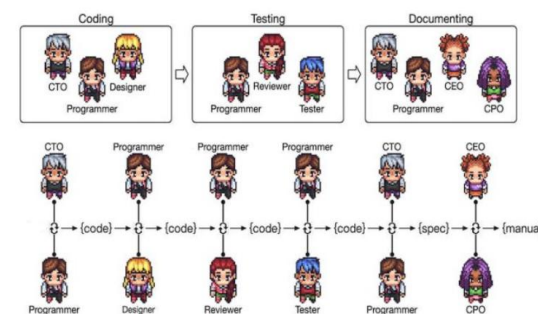 Coding
Testing
Documenting
CTO
Designer
Programmer
Reviewer
Programmer
Tester
CTO
CEO
Programmer
CPO
CTO
Programmer
Programmer
Programmer
CTO
CEO
{code}
{code}
{code}
{code}
{spec}
{manua
Programmer
Designer
Reviewer
Tester
Programmer
CPO